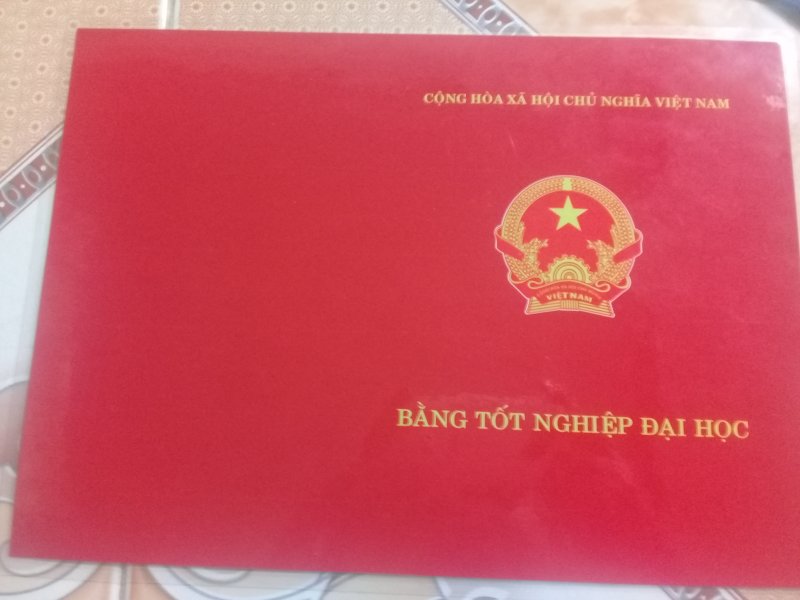 CỘNG HÒA XÃ HỘI CHỦ NGHĨA VIỆT NAM
VIỆT NAM
BẰNG TỐT NGHIỆP ĐẠI HỌC